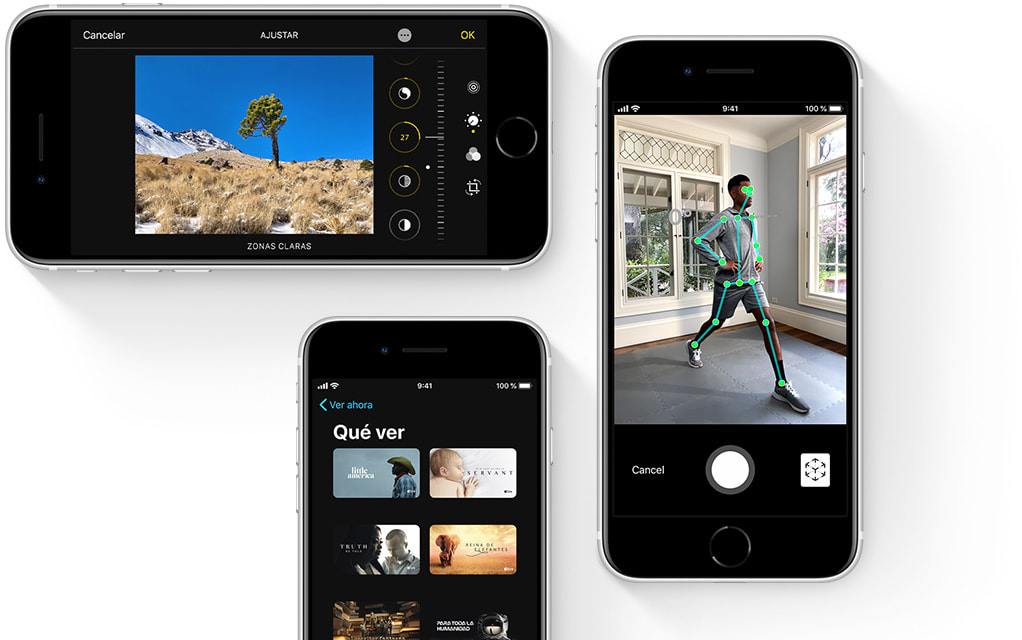 Cancelar
AJUSTAR
OK
27
ZONAS CLARAS
9:41
100 %
Cancel
9:41
100 %
Ver ahora
Qué ver
little
america
SERVANT
TRUTH
BE TOLD
REINA DE
ELEFANTES
PARA TODA LA
HUMANIDAD